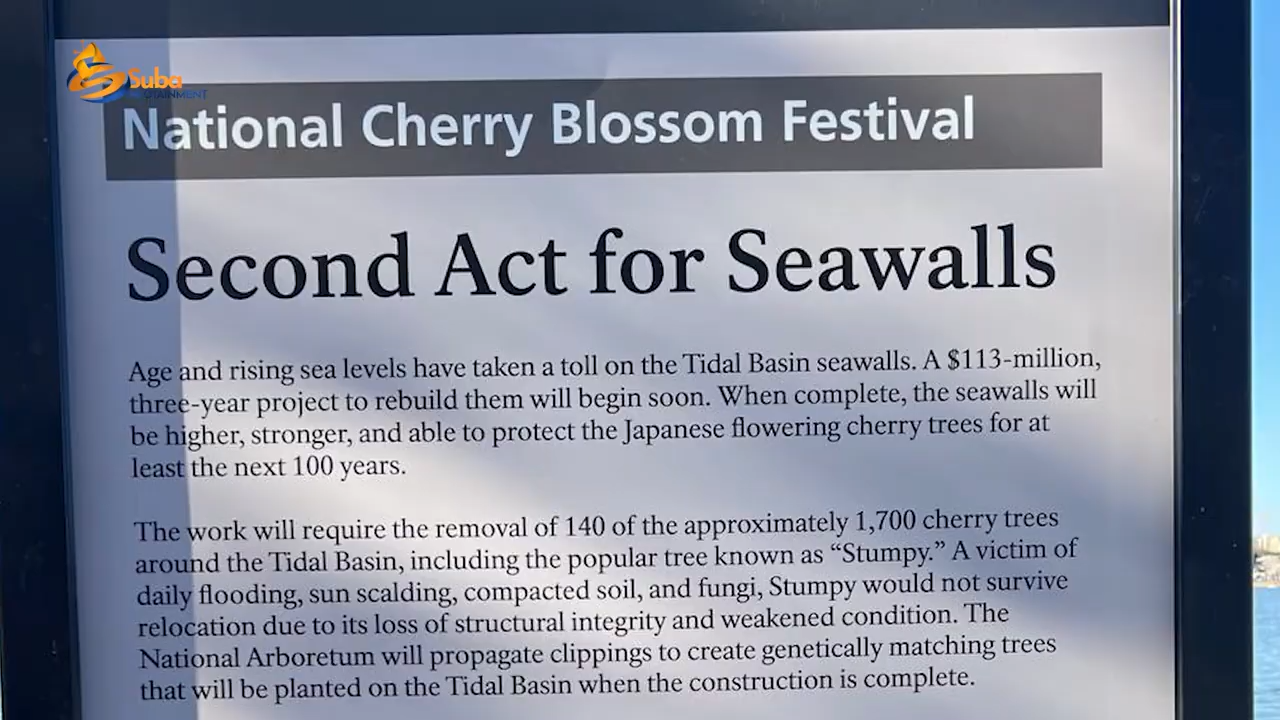 Suba
National Cherry Blossom Festival
Second Act for Seawalls
Age and rising sea levels have taken a toll on the Tidal Basin seawalls. A $113-million,
three-year project to rebuild them will begin soon. When complete, the seawalls will
be higher, stronger, and able to protect the Japanese flowering cherry trees for at
least the next 100 years.
The work will require the removal of 140 of the approximately 1,700 cherry trees
around the Tidal Basin, including the popular tree known as “Stumpy.” A victim of
daily flooding, sun scalding, compacted soil, and fungi, Stumpy would not survive
relocation due to its loss of structural integrity and weakened condition. The
National Arboretum will propagate clippings to create genetically matching trees
that will be planted on the Tidal Basin when the construction is complete.